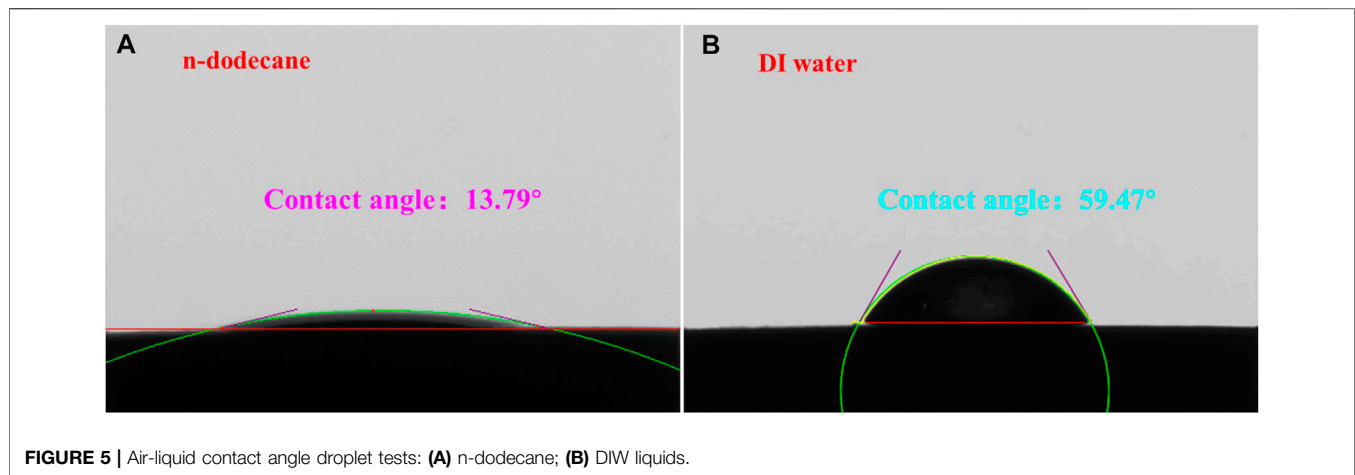 A
n-dodecane
Contact angle：13.79°
B
DI water
Contact angle：59.47°
FIGURE 5 | Air-liquid contact angle droplet tests: (A) n-dodecane; (B) DIW liquids.